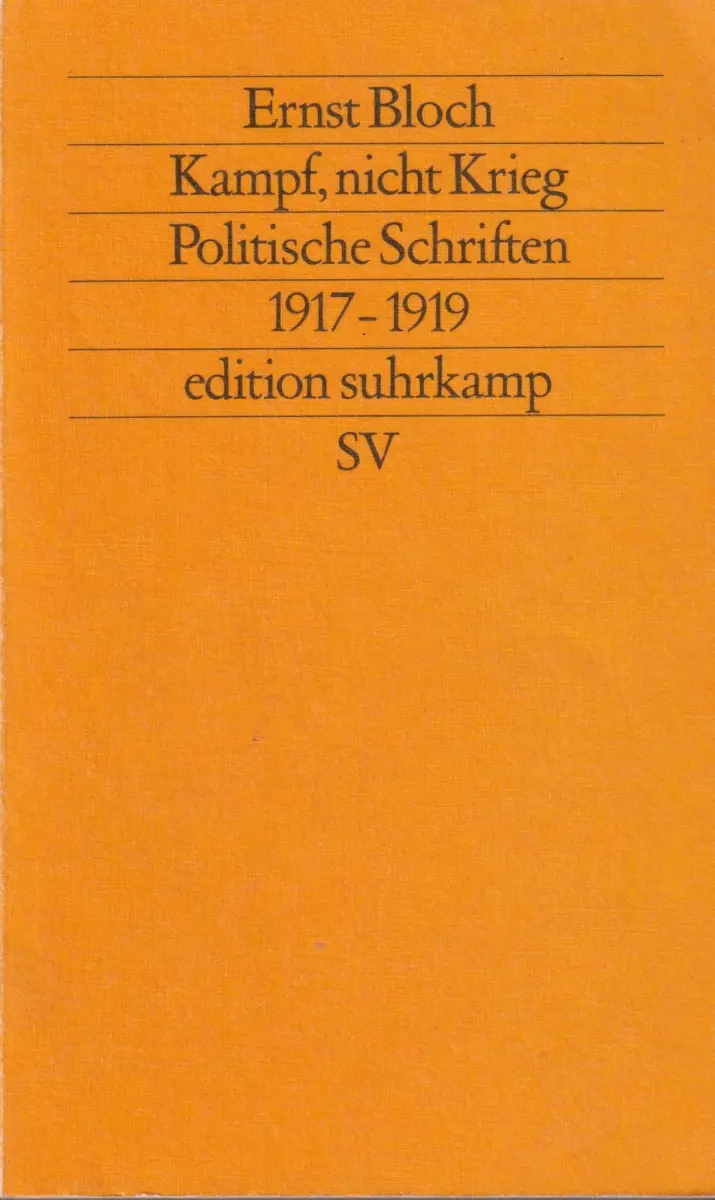 Ernst Bloch
Kampf, nicht Krieg
Politische Schriften
1917 – 1919
edition suhrkamp
SV